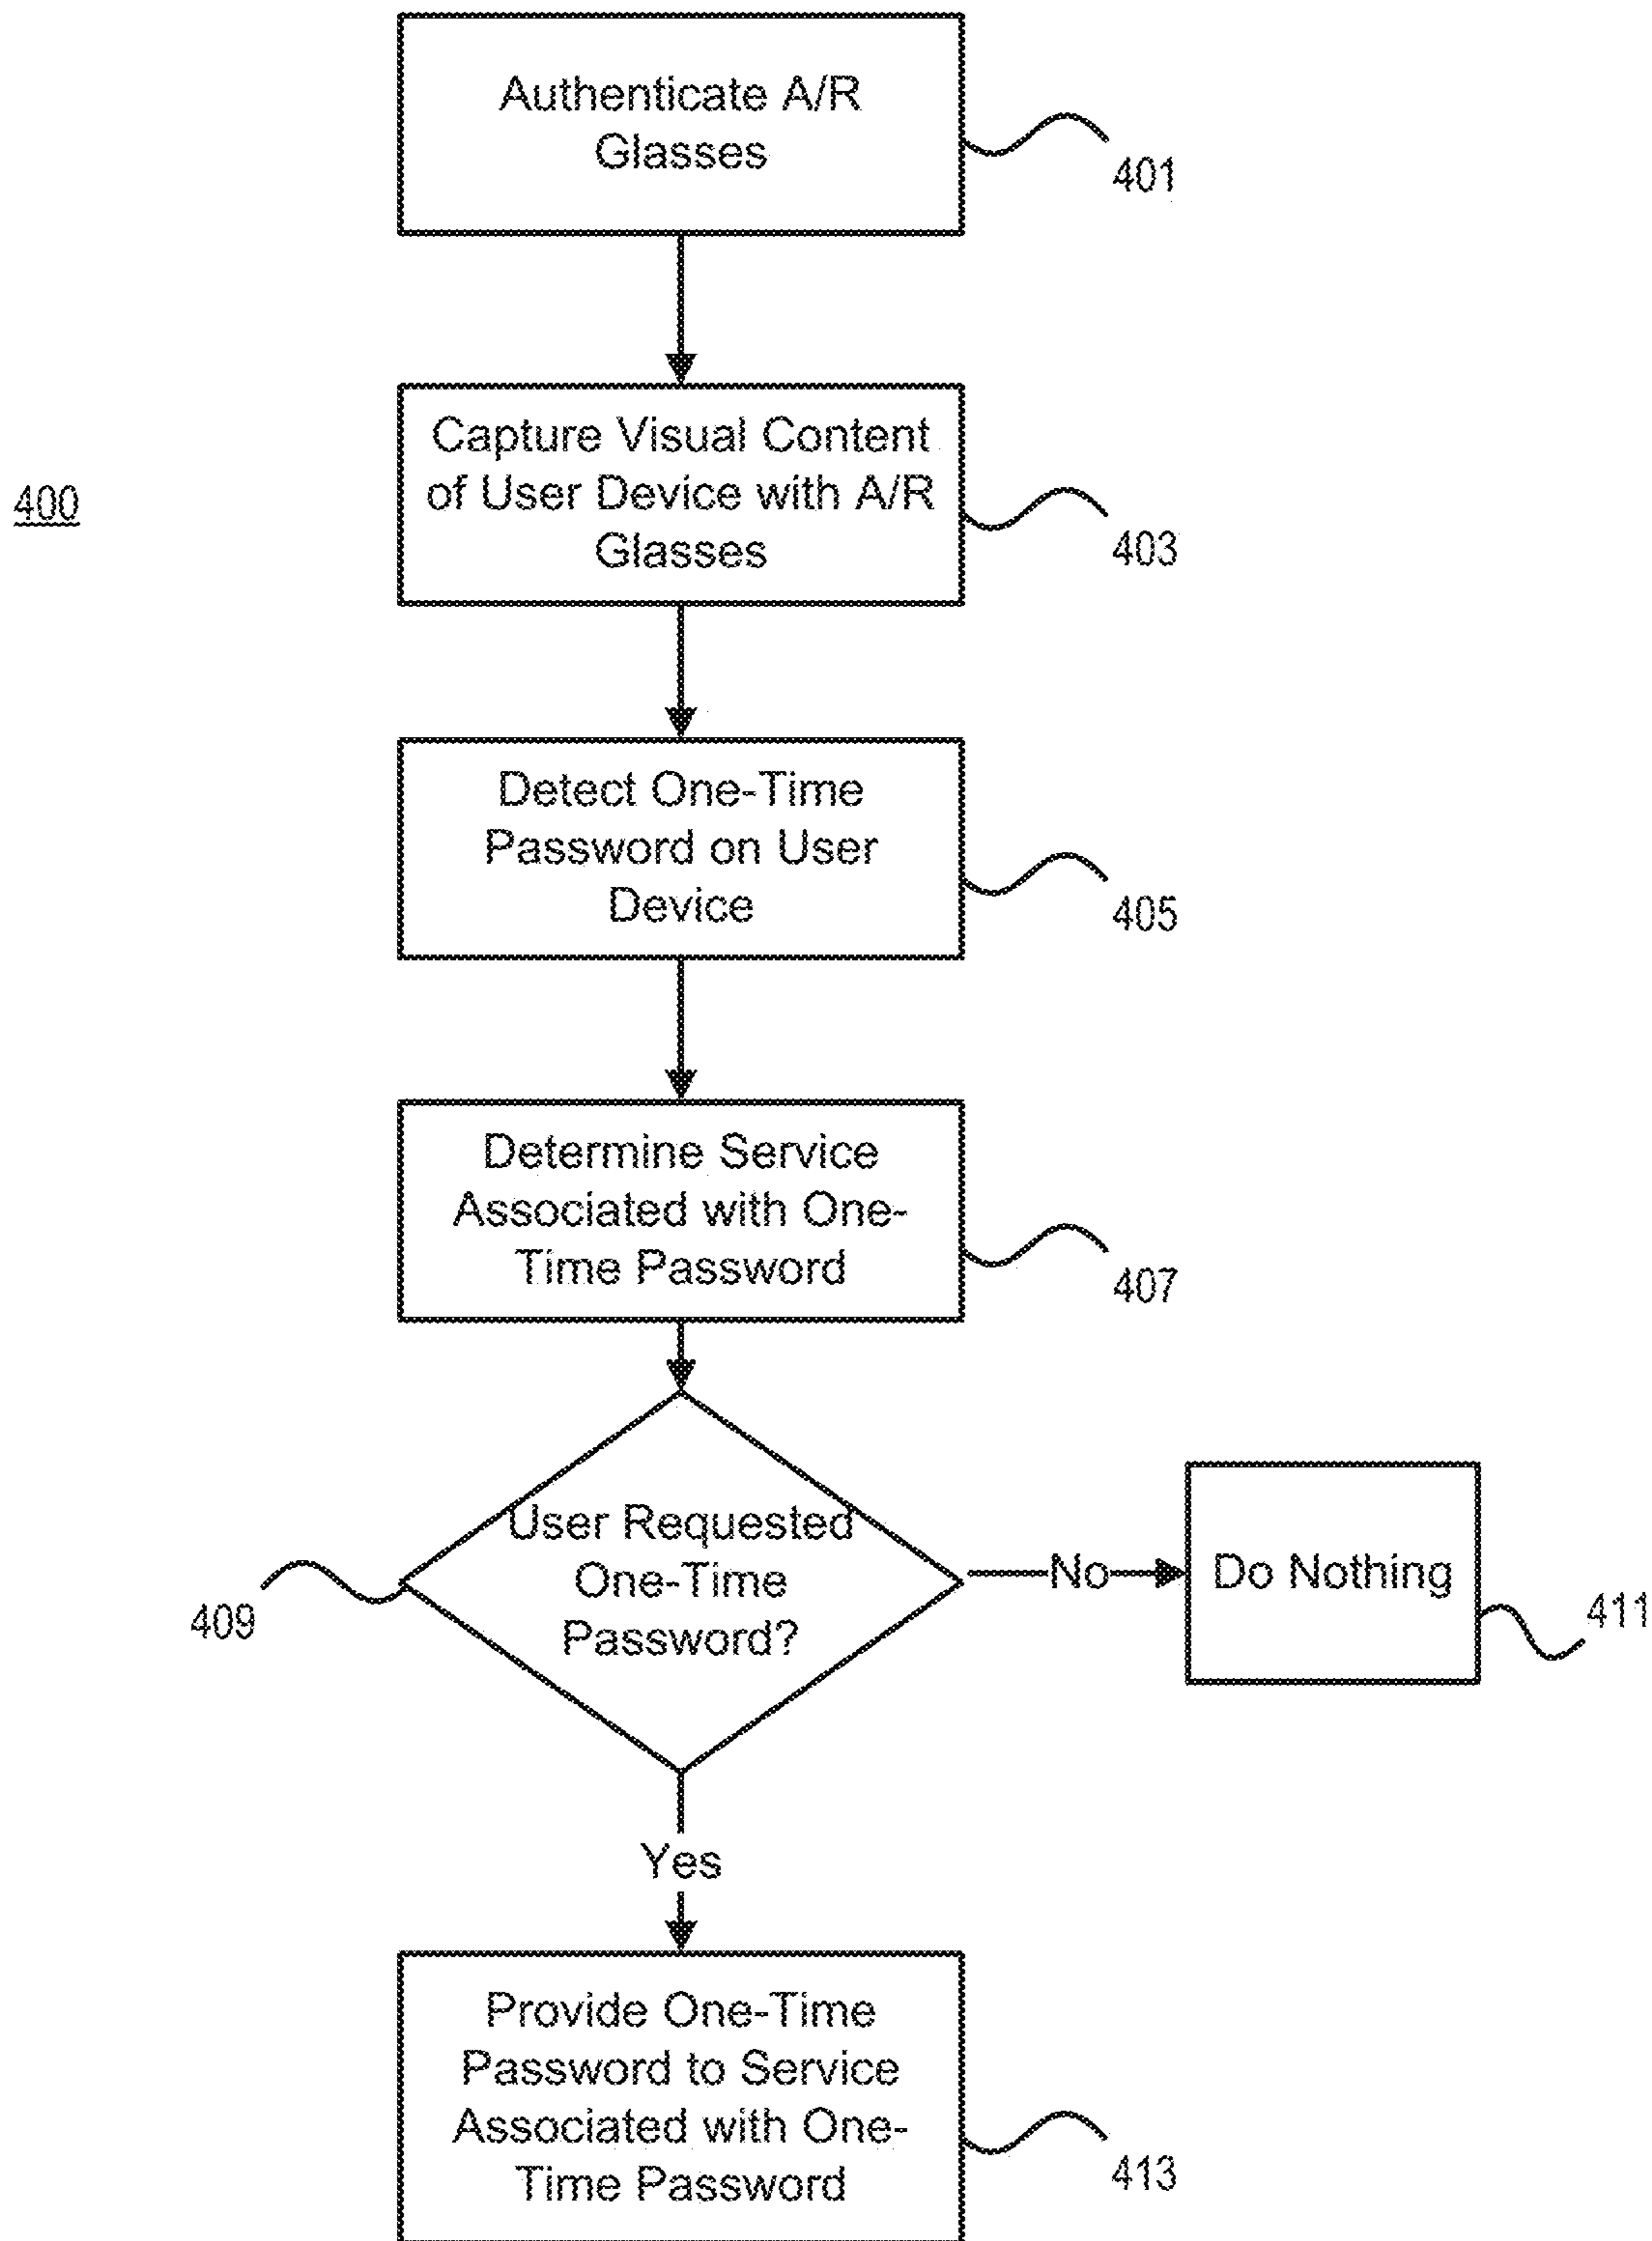 Authenticate A/R
Glasses
401
Capture Visual Content
of User Device with A/R
Glasses
400
403
Detect One-Time
Password on User
Device
405
Determine Service
Associated with One-
Time Password
407
User Requested
One-Time
Password?
409
No
Do Nothing
411
Yes
Provide One-Time
Password to Service
Associated with One-
Time Password
413